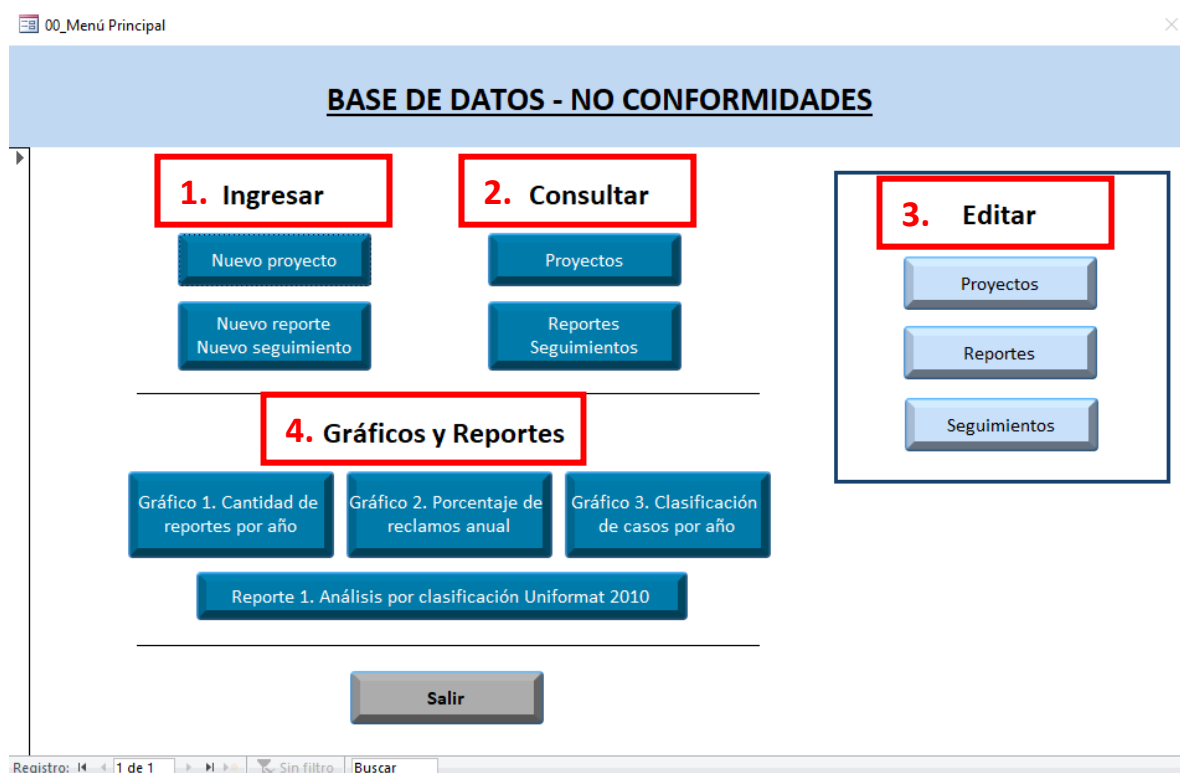 00_Menú Principal
BASE DE DATOS - NO CONFORMIDADES
1. Ingresar
Nuevo proyecto
Nuevo reporte
Nuevo seguimiento
2. Consultar
Proyectos
Reportes
Seguimientos
3. Editar
Proyectos
Reportes
Seguimientos
4. Gráficos y Reportes
Gráfico 1. Cantidad de
reportes por año
Gráfico 2. Porcentaje de
reclamos anual
Gráfico 3. Clasificación
de casos por año
Reporte 1. Análisis por clasificación Uniformat 2010
Salir
Registro: 1 de 1 Sin filtro Buscar